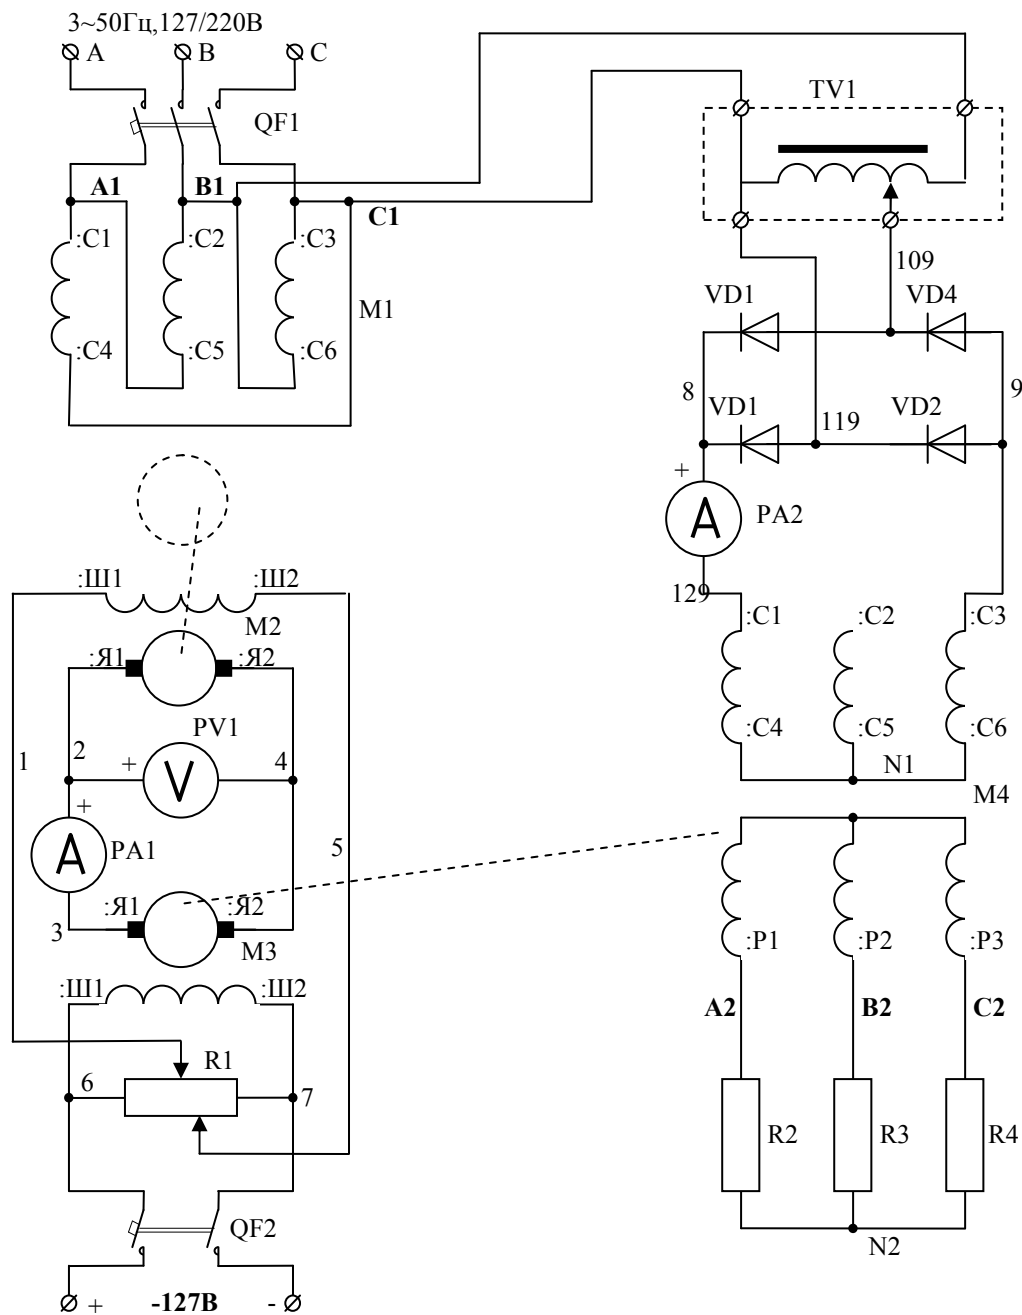 3~50Гц,127/220В
A B C
TV1
QF1
A1 B1
C1
:C1 :C2 :C3
109
M1
VD1 VD4
:C4 :C5 :C6
8 9
VD1 119 VD2
+
PA2
:Ш1 :Ш2
129
:C1 :C2 :C3
M2
:Я1 :Я2
PV1
:C4 :C5 :C6
1 2 + 4
N1
M4
+
PA1 5
:Я1 :Я2
3 M3
:P1 :P2 :P3
:Ш1 :Ш2
A2 B2 C2
R1
6 7
R2 R3 R4
QF2
N2
+ -127В -